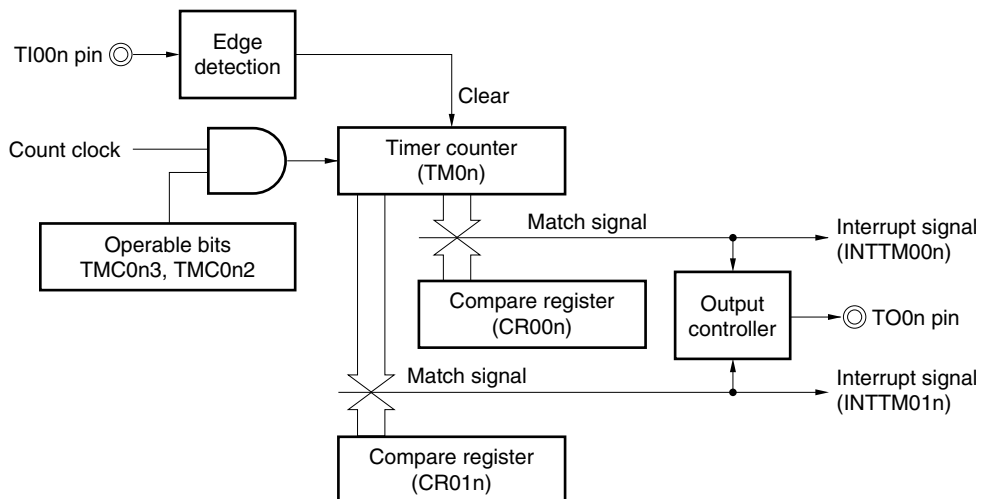 TI00n pin
Edge
detection
Clear
Count clock
Timer counter
(TM0n)
Operable bits
TMC0n3, TMC0n2
Match signal
Interrupt signal
(INTTM00n)
Compare register
(CR00n)
Output
controller
TO0n pin
Match signal
Interrupt signal
(INTTM01n)
Compare register
(CR01n)